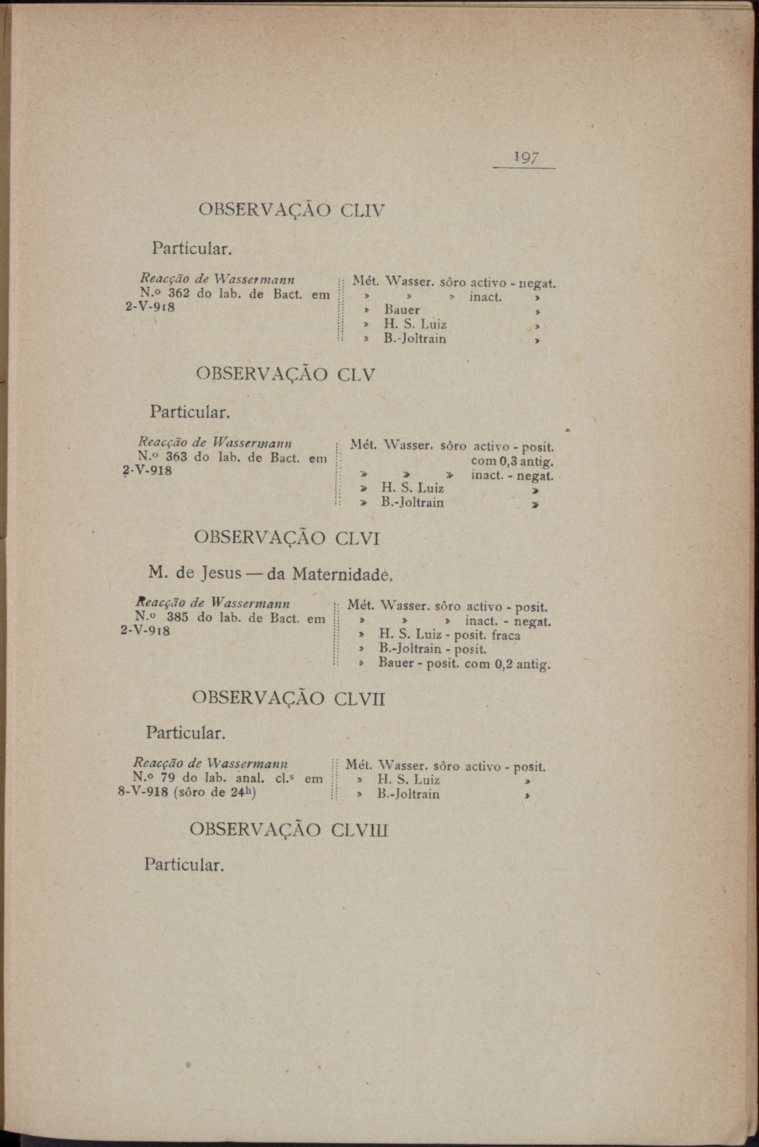 197
OBSERVAÇÃO CLIV
Particular.
Reacção de Wassermann
N.º 362 do lab. de Bact. em
2-V-918
Mét. Wasser. sôro activo - negat.
» » » inact. »
» Bauer »
» H. S. Luiz »
» B.-Joltrain »
OBSERVAÇÃO CLV
Particular.
Reacção de Wassermann
N.º 363 do lab. de Bact. em
2-V-918
Mét. Wasser. sôro activo - posit.
com 0,3 antig.
» » » inact. - negat.
» H. S. Luiz »
» B.-Joltrain »
OBSERVAÇÃO CLVI
M. de Jesus — da Maternidade.
Reacção de Wassermann
N.º 385 do lab. de Bact. em
2-V-918
Mét. Wasser. sôro activo - posit.
» » » inact. - negat.
» H. S. Luiz - posit. fraca
» B.-Joltrain - posit.
» Bauer - posit. com 0,2 antig.
OBSERVAÇÃO CLVII
Particular.
Reacção de Wassermann
N.º 79 do lab. anal. cl.ˢ em
8-V-918 (sôro de 24ʰ)
Mét. Wasser. sôro activo - posit.
» H. S. Luiz »
» B.-Joltrain »
OBSERVAÇÃO CLVIII
Particular.